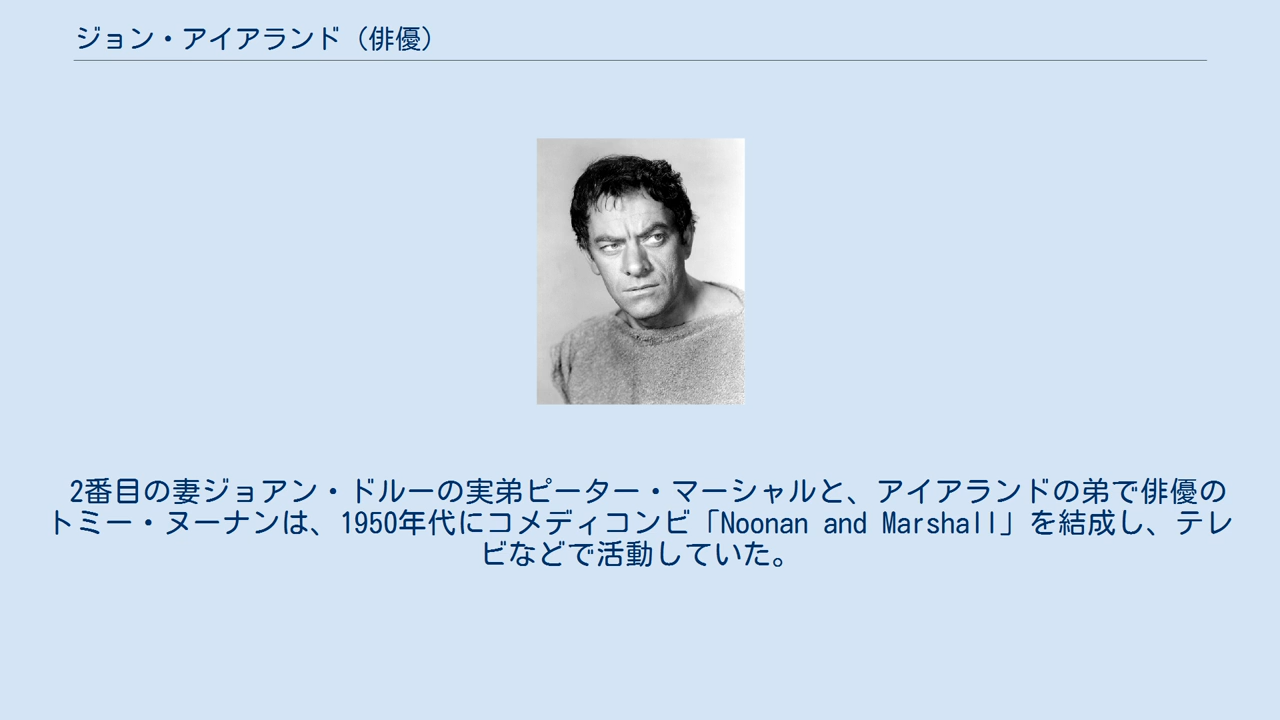 ジョン・アイアランド（俳優）
2番目の妻ジョアン・ドルーの実弟ピーター・マーシャルと、アイアランドの弟で俳優の
トミー・ヌーナンは、1950年代にコメディコンビ「Noonan and Marshall」を結成し、テレ
ビなどで活動していた。